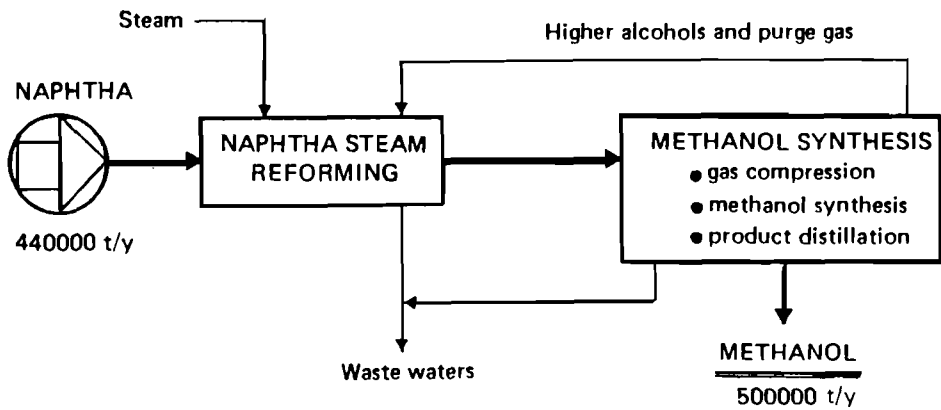 Steam
Higher alcohols and purge gas
NAPHTHA
NAPHTHA STEAM
REFORMING
METHANOL SYNTHESIS
● gas compression
● methanol synthesis
● product distillation
440000 t/y
Waste waters
METHANOL
500000 t/y